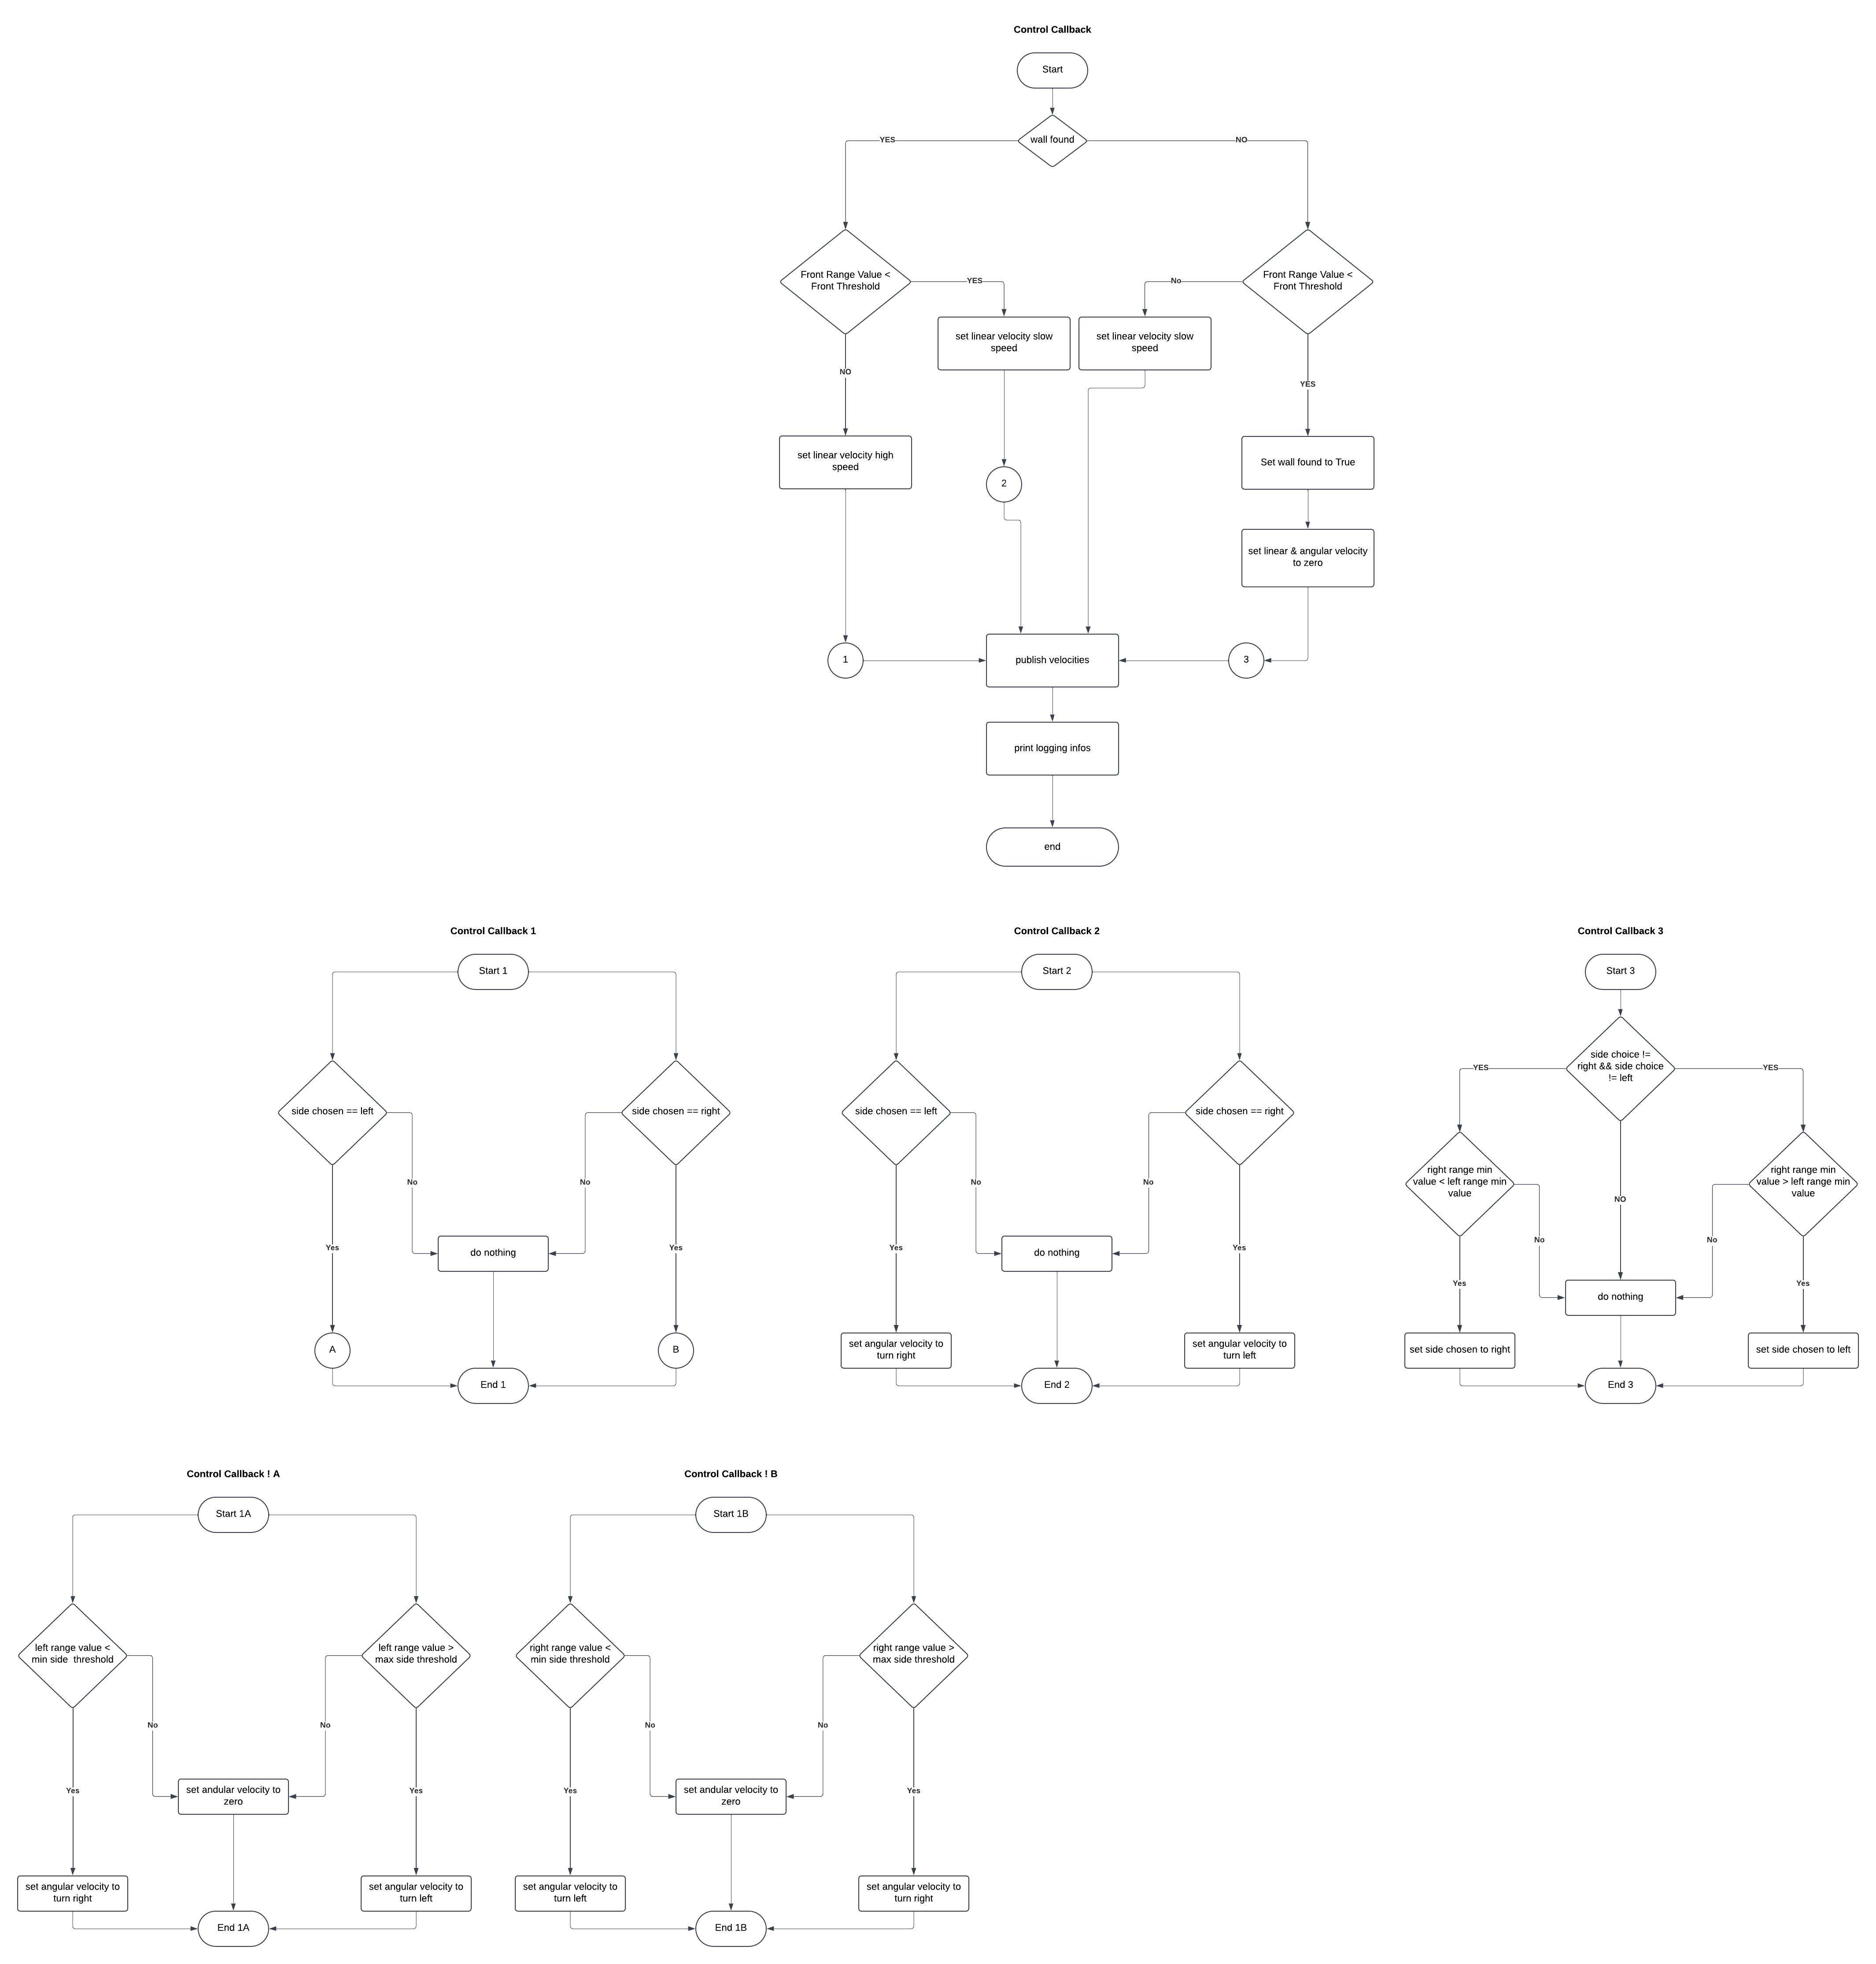 Control Callback
Start
wall found
YES
NO
Front Range Value <
Front Threshold
YES
No
Front Range Value <
Front Threshold
set linear velocity slow
speed
set linear velocity slow
speed
NO
YES
set linear velocity high
speed
2
Set wall found to True
set linear & angular velocity
to zero
1
publish velocities
3
print logging infos
end
Control Callback 1
Start 1
side chosen == left
side chosen == right
No
No
Yes
Yes
do nothing
A
B
End 1
Control Callback 2
Start 2
side chosen == left
side chosen == right
No
No
Yes
Yes
do nothing
set angular velocity to
turn right
set angular velocity to
turn left
End 2
Control Callback 3
Start 3
side choice !=
right && side choice
!= left
YES
YES
right range min
value < left range min
value
right range min
value > left range min
value
NO
No
No
Yes
Yes
do nothing
set side chosen to right
set side chosen to left
End 3
Control Callback ! A
Start 1A
left range value <
min side threshold
left range value >
max side threshold
No
No
Yes
Yes
set andular velocity to
zero
set angular velocity to
turn right
set angular velocity to
turn left
End 1A
Control Callback ! B
Start 1B
right range value <
min side threshold
right range value >
max side threshold
No
No
Yes
Yes
set andular velocity to
zero
set angular velocity to
turn left
set angular velocity to
turn right
End 1B